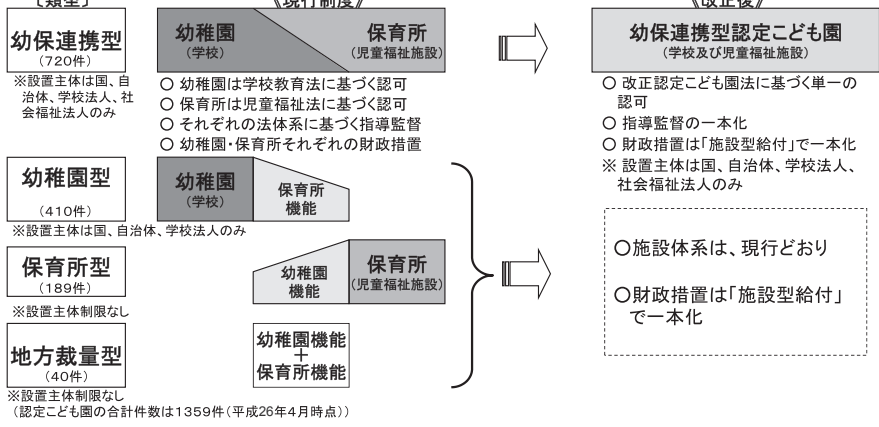 〔類型〕
《現行制度》
《改正後》
幼保連携型
(720件)
※設置主体は国、自
治体、学校法人、社
会福祉法人のみ
幼稚園
(学校)
保育所
(児童福祉施設)
○ 幼稚園は学校教育法に基づく認可
○ 保育所は児童福祉法に基づく認可
○ それぞれの法体系に基づく指導監督
○ 幼稚園・保育所それぞれの財政措置
幼保連携型認定こども園
(学校及び児童福祉施設)
○ 改正認定こども園法に基づく単一の
認可
○ 指導監督の一本化
○ 財政措置は「施設型給付」で一本化
※ 設置主体は国、自治体、学校法人、
社会福祉法人のみ
幼稚園型
(410件)
※設置主体は国、自治体、学校法人のみ
幼稚園
(学校)
保育所
機能
保育所型
(189件)
※設置主体制限なし
幼稚園
機能
保育所
(児童福祉施設)
地方裁量型
(40件)
※設置主体制限なし
幼稚園機能
+
保育所機能
○施設体系は、現行どおり
○財政措置は「施設型給付」
で一本化
(認定こども園の合計件数は1359件(平成26年4月時点))